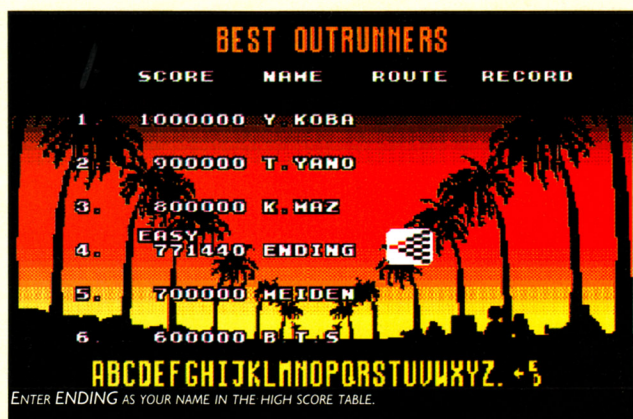 BEST OUTRUNNERS
SCORE NAME ROUTE RECORD
1. 1000000 Y.KOBA
2. 900000 T.YANO
3. 800000 K.MAZ
EASY
4. 771440 ENDING
5. 700000 MEIDEN
6. 600000 B.T.S
ABCDEFGHIJKLMNOPQRSTUVWXYZ. ←5
ENTER ENDING AS YOUR NAME IN THE HIGH SCORE TABLE.